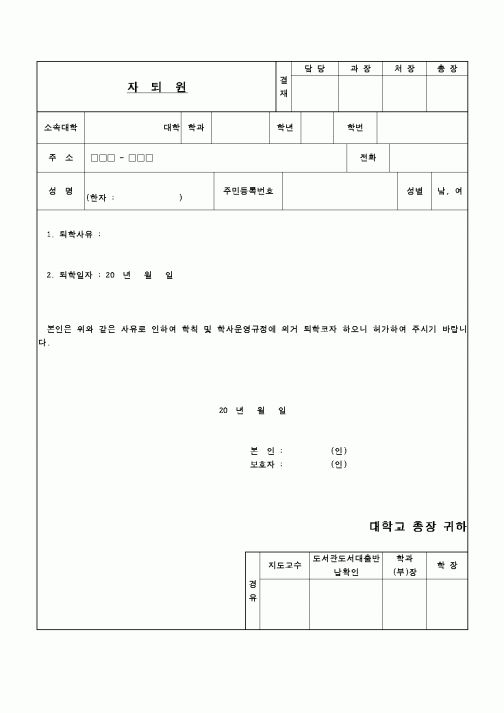 자 퇴 원
결재
담 당 과 장 처 장 총 장
소속대학 대학 학과 학년 학번
주 소 □□□ - □□□ 전화
성 명 (한자 : ) 주민등록번호 성별 남, 여
1. 퇴학사유 :
2. 퇴학일자 : 20 년 월 일
본인은 위와 같은 사유로 인하여 학칙 및 학사운영규정에 의거 퇴학코자 하오니 허가하여 주시기 바랍니
다.
20 년 월 일
본 인 : (인)
보호자 : (인)
대학교 총장 귀하
경유
지도교수 도서관도서대출반 학과 학 장
납확인 (부)장